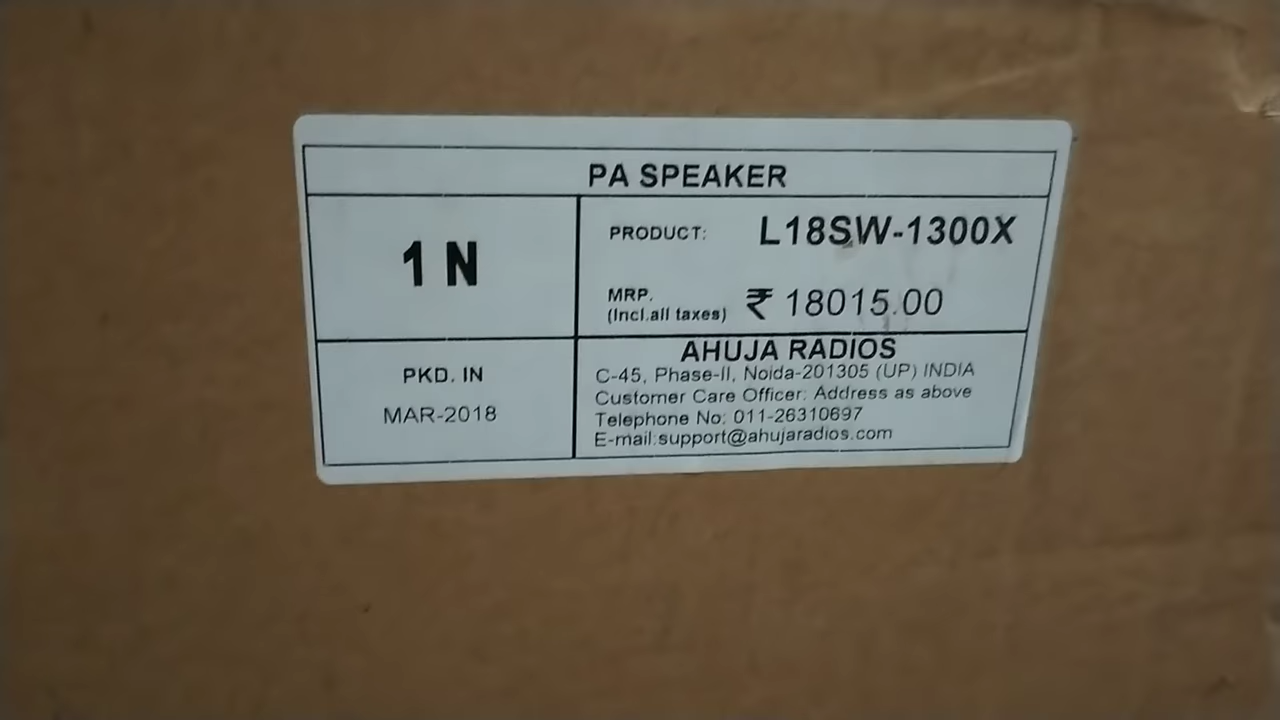 PA SPEAKER
1 N
PRODUCT: L18SW-1300X
MRP. (Incl.all taxes) ₹ 18015.00
PKD. IN
MAR-2018
AHUJA RADIOS
C-45, Phase-II, Noida-201305 (UP) INDIA
Customer Care Officer: Address as above
Telephone No: 011-26310697
E-mail:support@ahujaradios.com